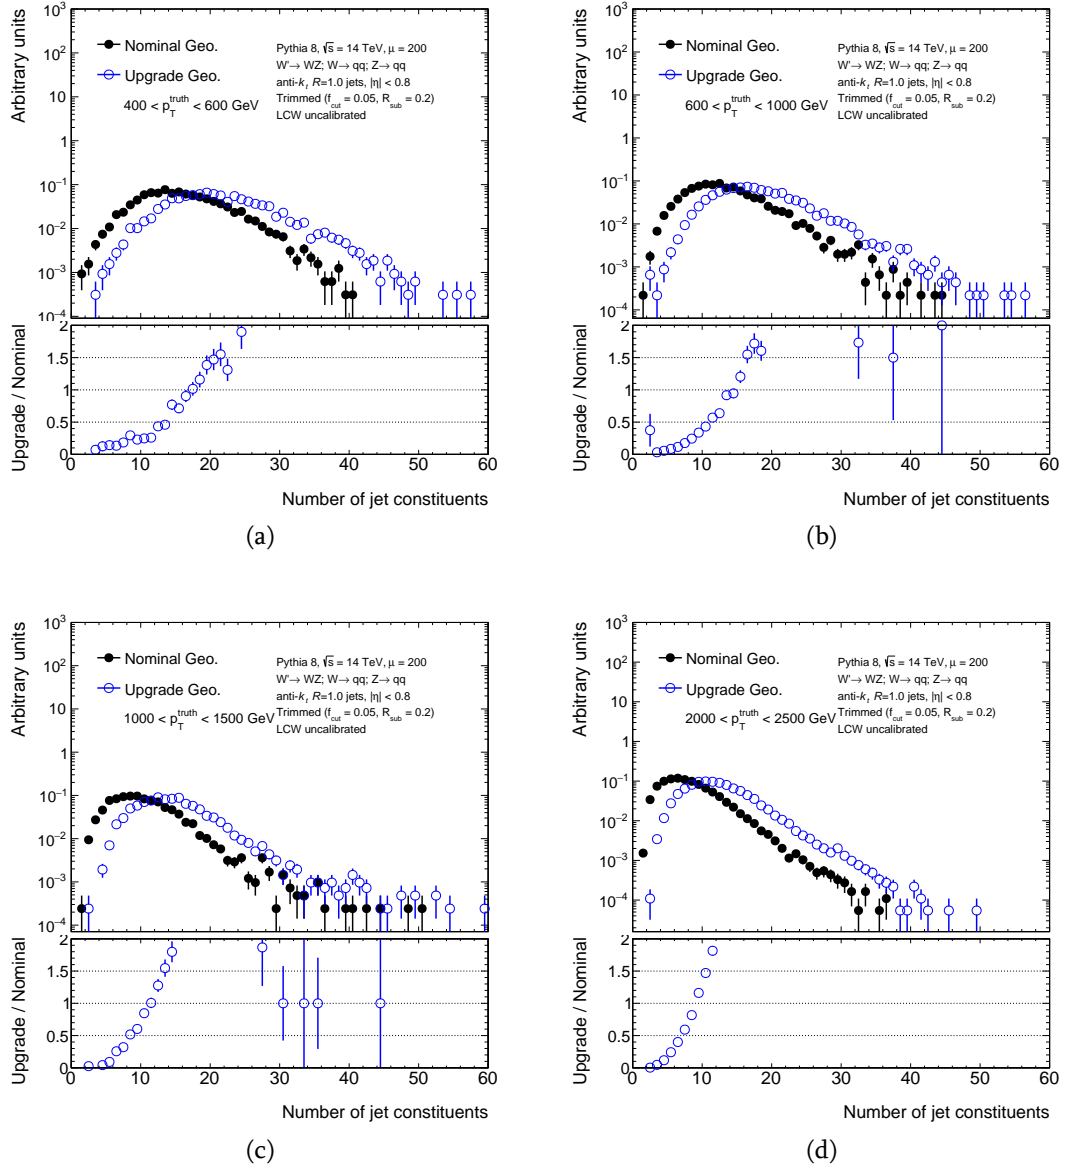 Arbitrary units
10³
10²
10
1
10⁻¹
10⁻²
10⁻³
10⁻⁴
Nominal Geo.
Upgrade Geo.
400 < p_T^truth < 600 GeV
Pythia 8, √s = 14 TeV, μ = 200
W'→ WZ; W→ qq; Z→ qq
anti-k_t R=1.0 jets, |η| < 0.8
Trimmed (f_cut = 0.05, R_sub = 0.2)
LCW uncalibrated
Upgrade / Nominal
2
1.5
1
0.5
0
0 10 20 30 40 50 60
Number of jet constituents
(a)
Arbitrary units
10³
10²
10
1
10⁻¹
10⁻²
10⁻³
10⁻⁴
Nominal Geo.
Upgrade Geo.
600 < p_T^truth < 1000 GeV
Pythia 8, √s = 14 TeV, μ = 200
W'→ WZ; W→ qq; Z→ qq
anti-k_t R=1.0 jets, |η| < 0.8
Trimmed (f_cut = 0.05, R_sub = 0.2)
LCW uncalibrated
Upgrade / Nominal
2
1.5
1
0.5
0
0 10 20 30 40 50 60
Number of jet constituents
(b)
Arbitrary units
10³
10²
10
1
10⁻¹
10⁻²
10⁻³
10⁻⁴
Nominal Geo.
Upgrade Geo.
1000 < p_T^truth < 1500 GeV
Pythia 8, √s = 14 TeV, μ = 200
W'→ WZ; W→ qq; Z→ qq
anti-k_t R=1.0 jets, |η| < 0.8
Trimmed (f_cut = 0.05, R_sub = 0.2)
LCW uncalibrated
Upgrade / Nominal
2
1.5
1
0.5
0
0 10 20 30 40 50 60
Number of jet constituents
(c)
Arbitrary units
10³
10²
10
1
10⁻¹
10⁻²
10⁻³
10⁻⁴
Nominal Geo.
Upgrade Geo.
2000 < p_T^truth < 2500 GeV
Pythia 8, √s = 14 TeV, μ = 200
W'→ WZ; W→ qq; Z→ qq
anti-k_t R=1.0 jets, |η| < 0.8
Trimmed (f_cut = 0.05, R_sub = 0.2)
LCW uncalibrated
Upgrade / Nominal
2
1.5
1
0.5
0
0 10 20 30 40 50 60
Number of jet constituents
(d)